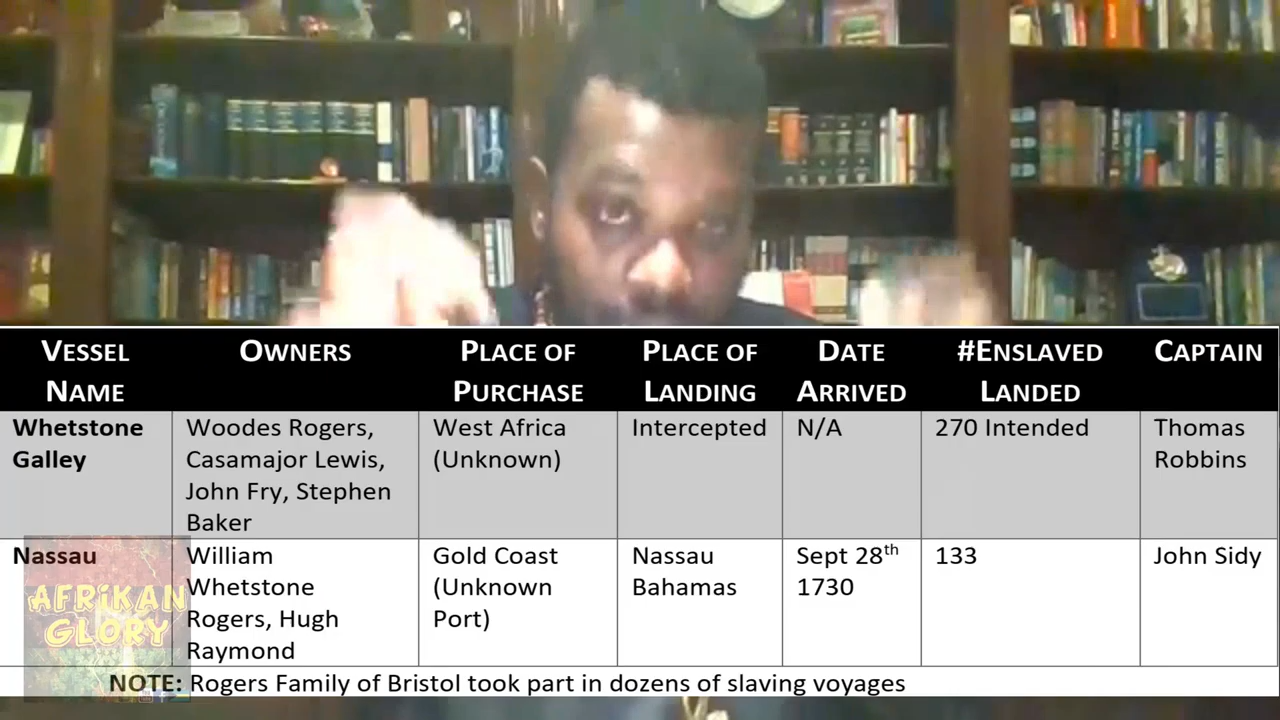 VESSEL NAME	OWNERS	PLACE OF PURCHASE	PLACE OF LANDING	DATE ARRIVED	#ENSLAVED LANDED	CAPTAIN
Whetstone Galley	Woodes Rogers, Casamajor Lewis, John Fry, Stephen Baker	West Africa (Unknown)	Intercepted	N/A	270 Intended	Thomas Robbins
Nassau	William Whetstone Rogers, Hugh Raymond	Gold Coast (Unknown Port)	Nassau Bahamas	Sept 28th 1730	133	John Sidy
NOTE: Rogers Family of Bristol took part in dozens of slaving voyages
AFRiKAN
GLORY